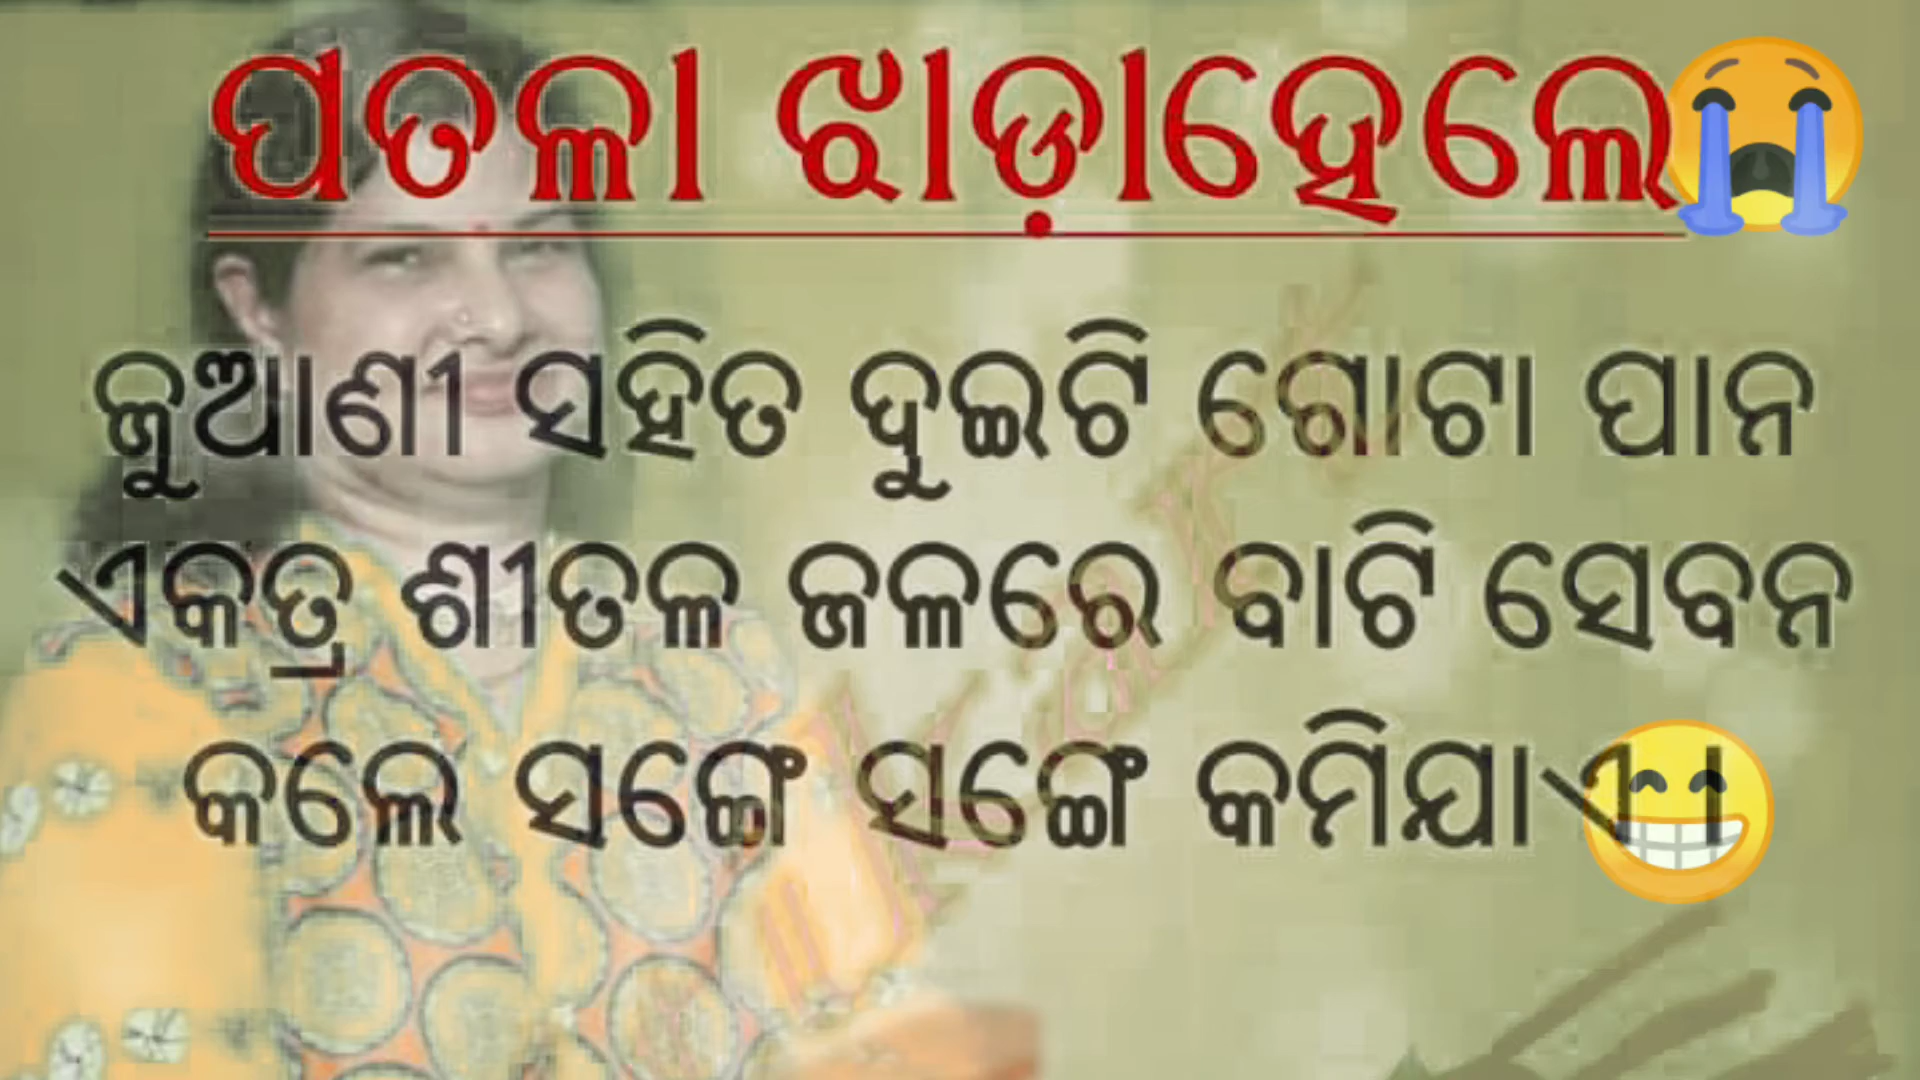 ପତଳା ଝାଡ଼ାହେଲେ
ଜୁଆଣୀ ସହିତ ଦୁଇଟି ଗୋଟା ପାନ
ଏକତ୍ର ଶୀତଳ ଜଳରେ ବାଟି ସେବନ
କଲେ ସଙ୍ଗେ ସଙ୍ଗେ କମିଯାଏ ।